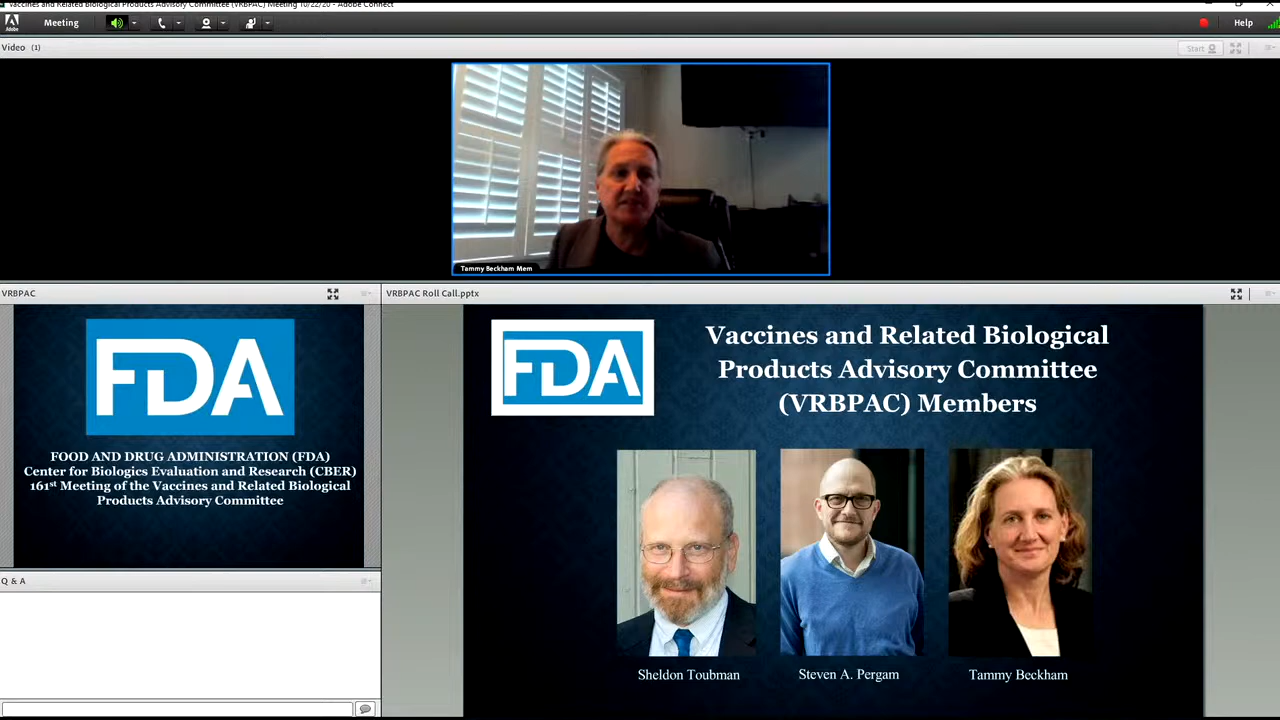 Vaccines and Related Biological Products Advisory Committee (VRBPAC) Meeting 10/22/20 - Adobe Connect
Adobe
Meeting
Help
Video (1)
Start
Tammy Beckham Mem
VRBPAC
FDA
FOOD AND DRUG ADMINISTRATION (FDA)
Center for Biologics Evaluation and Research (CBER)
161st Meeting of the Vaccines and Related Biological
Products Advisory Committee
Q & A
VRBPAC Roll Call.pptx
FDA
Vaccines and Related Biological
Products Advisory Committee
(VRBPAC) Members
Sheldon Toubman
Steven A. Pergam
Tammy Beckham